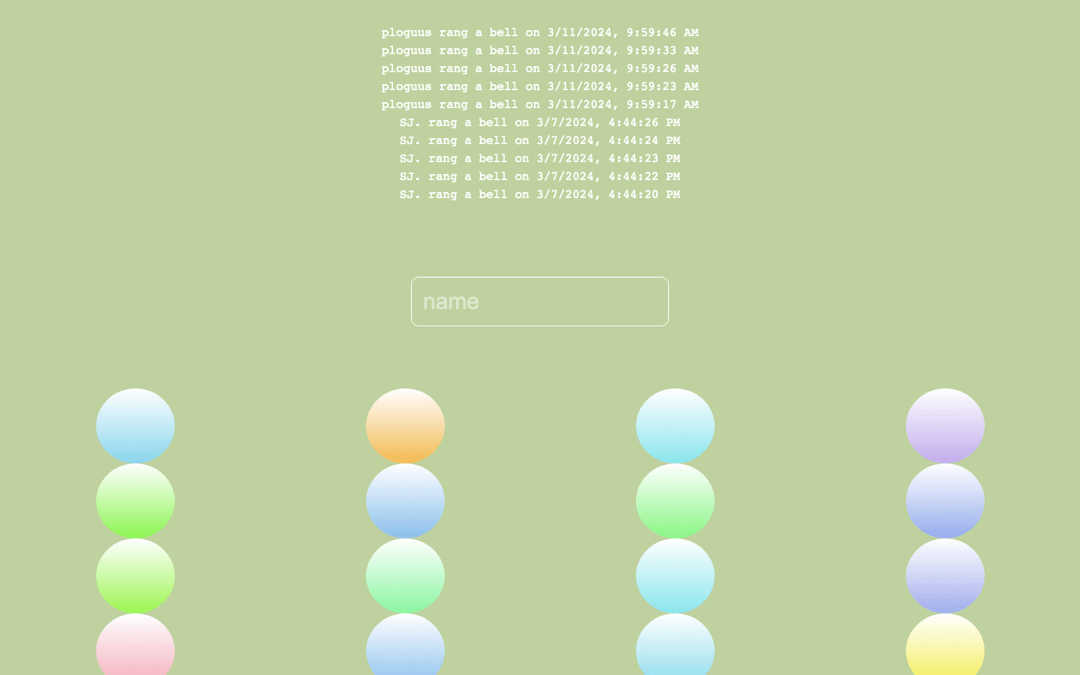 ploguus rang a bell on 3/11/2024, 9:59:46 AM
ploguus rang a bell on 3/11/2024, 9:59:33 AM
ploguus rang a bell on 3/11/2024, 9:59:26 AM
ploguus rang a bell on 3/11/2024, 9:59:23 AM
ploguus rang a bell on 3/11/2024, 9:59:17 AM
SJ. rang a bell on 3/7/2024, 4:44:26 PM
SJ. rang a bell on 3/7/2024, 4:44:24 PM
SJ. rang a bell on 3/7/2024, 4:44:23 PM
SJ. rang a bell on 3/7/2024, 4:44:22 PM
SJ. rang a bell on 3/7/2024, 4:44:20 PM
name